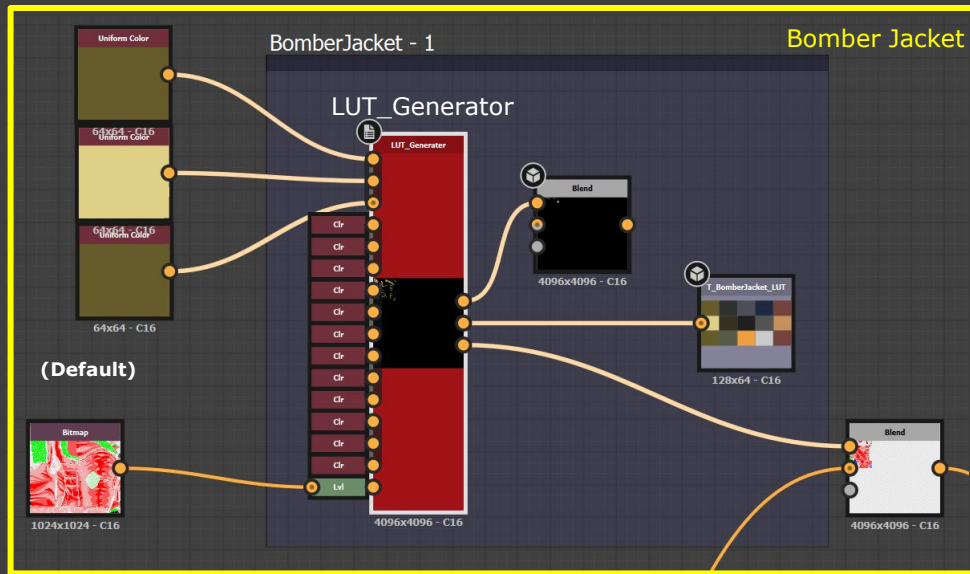 Bomber Jacket
BomberJacket - 1
LUT_Generator
Uniform Color
64x64 - C16
Uniform Color
64x64 - C16
Uniform Color
64x64 - C16
(Default)
Bitmap
1024x1024 - C16
LUT_Generater
Clr
Clr
Clr
Clr
Clr
Clr
Clr
Clr
Clr
Clr
Clr
Clr
Lvl
4096x4096 - C16
Blend
4096x4096 - C16
T_BomberJacket_LUT
128x64 - C16
Blend
4096x4096 - C16